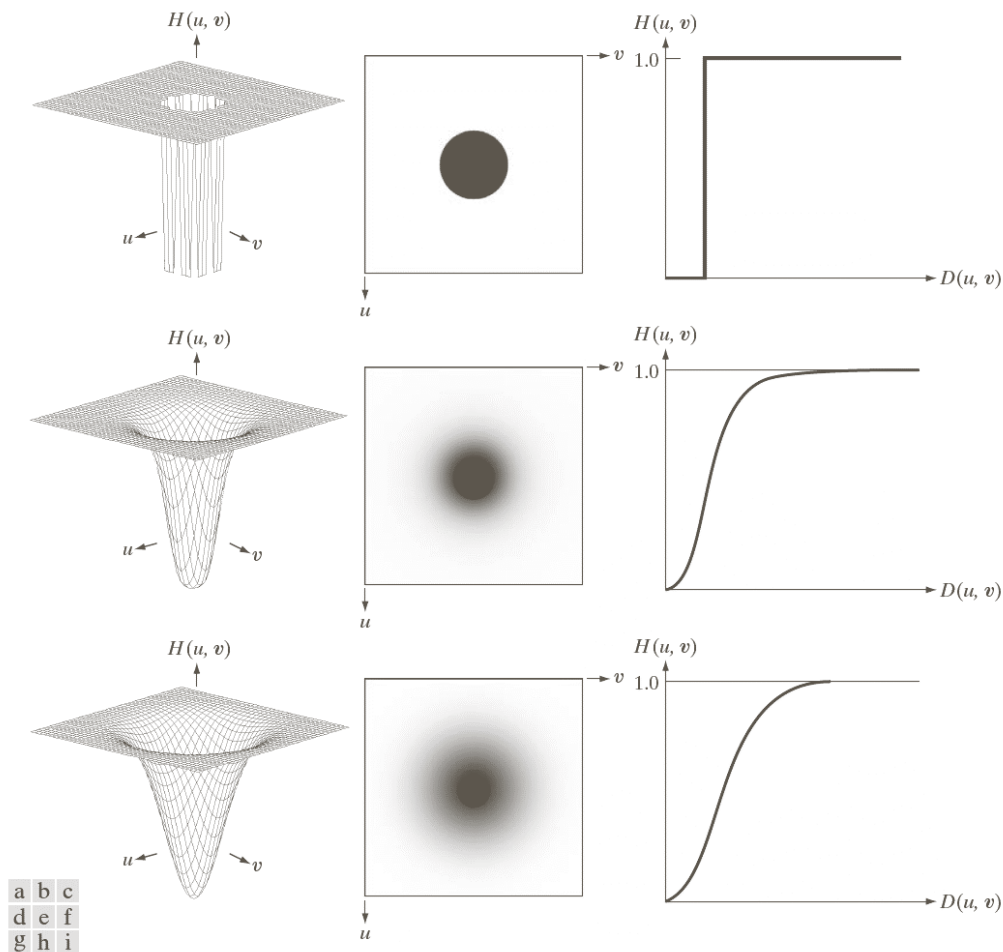 H(u, v)
u
v
v
u
H(u, v)
1.0
D(u, v)
H(u, v)
u
v
v
u
H(u, v)
1.0
D(u, v)
H(u, v)
u
v
v
u
H(u, v)
1.0
D(u, v)
a b c
d e f
g h i